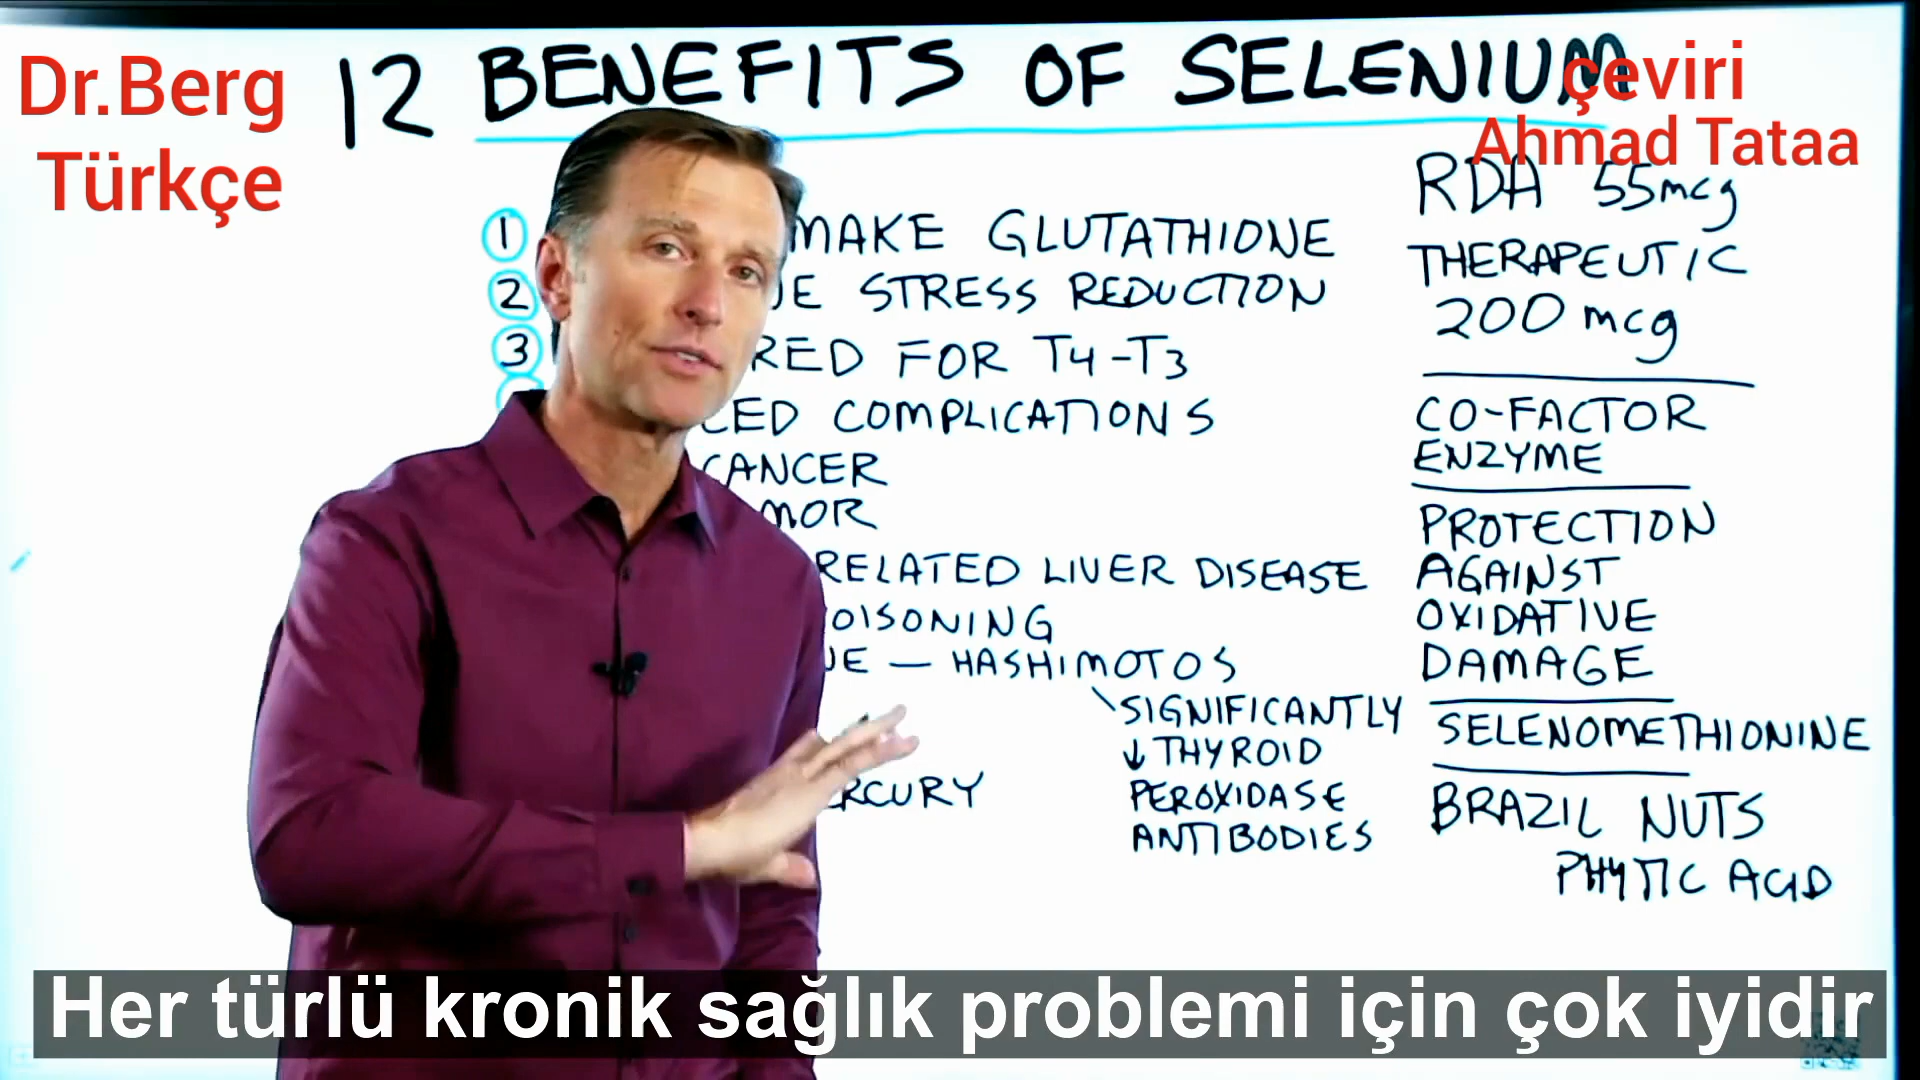 Dr.Berg
Türkçe
12 BENEFITS OF SELENIUM
çeviri
Ahmad Tataa
1 MAKE GLUTATHIONE
2 STRESS REDUCTION
3 FOR T4-T3
COMPLICATIONS
CANCER
RELATED LIVER DISEASE
— HASHIMOTOS
SIGNIFICANTLY
↓ THYROID
PEROXIDASE
ANTIBODIES
RDA 55mcg
THERAPEUTIC
200 mcg
CO-FACTOR
ENZYME
PROTECTION
AGAINST
OXIDATIVE
DAMAGE
SELENOMETHIONINE
BRAZIL NUTS
PHYTIC ACID
Her türlü kronik sağlık problemi için çok iyidir